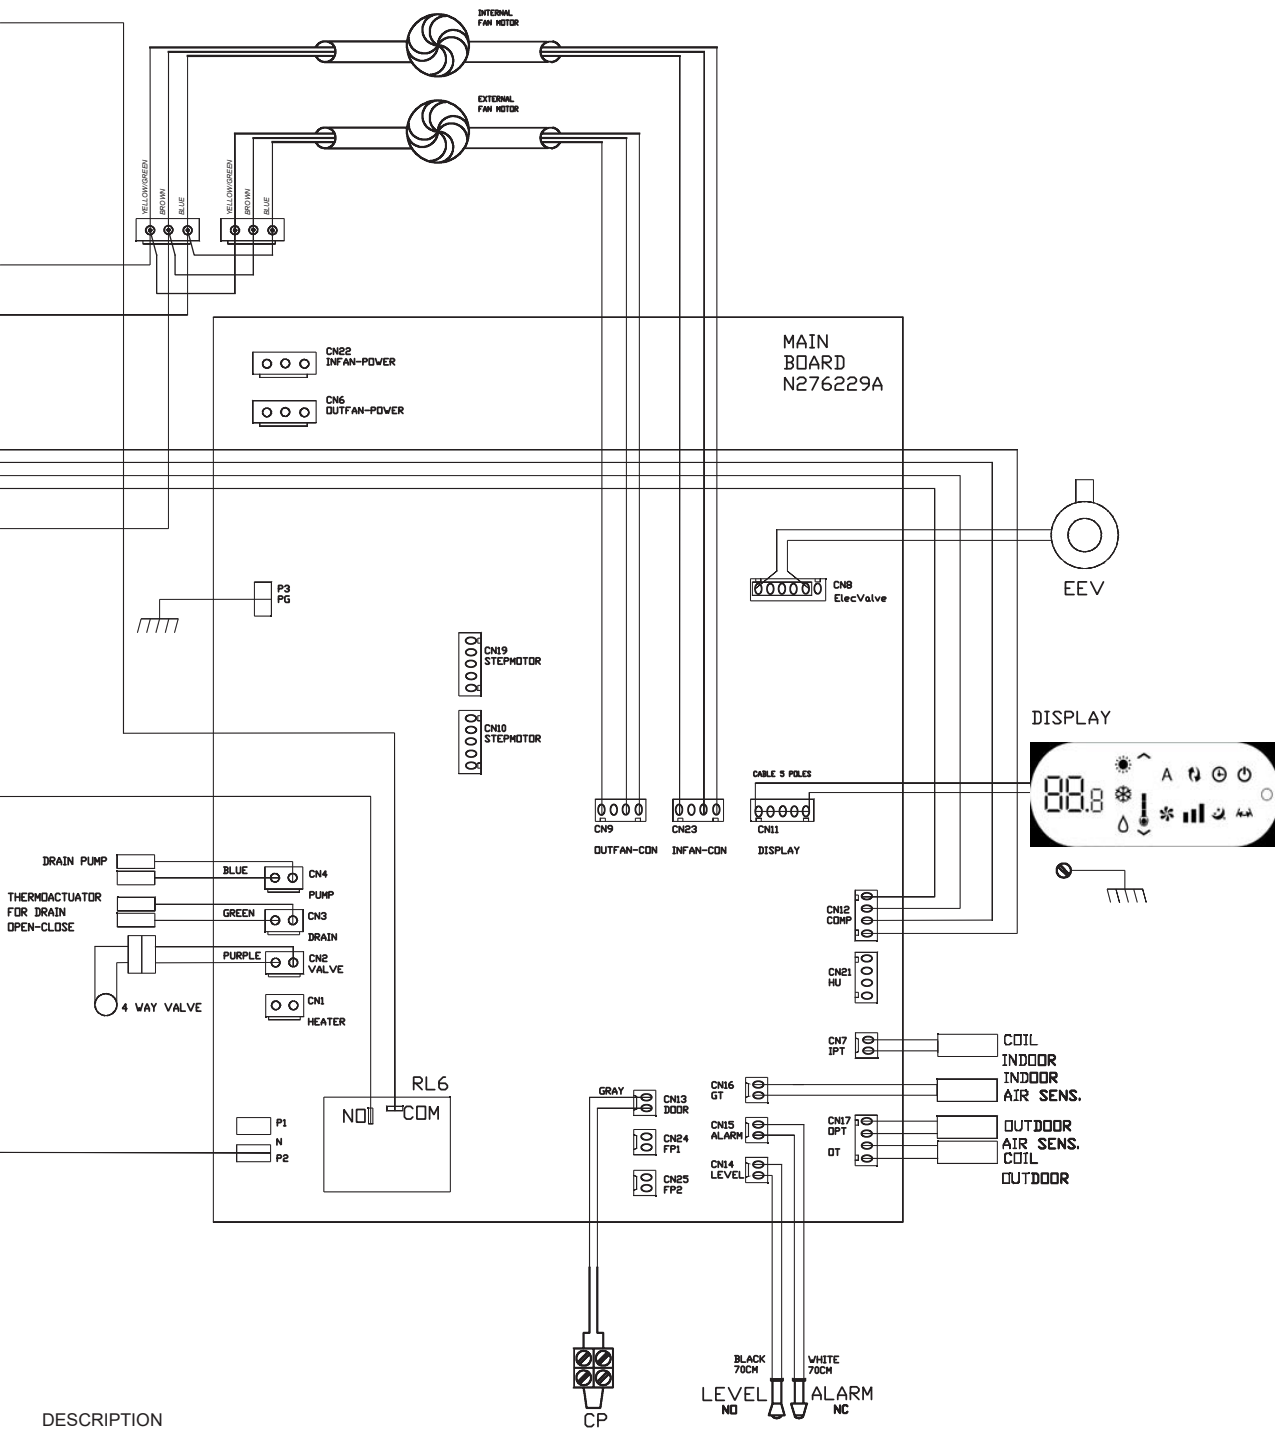 INTERNAL
FAN MOTOR
EXTERNAL
FAN MOTOR
YELLOW/GREEN
BROWN
BLUE
YELLOW/GREEN
BROWN
BLUE
MAIN
BOARD
N276229A
CN22
INFAN-POWER
CN6
OUTFAN-POWER
P3
PG
CN8
ElecValve
EEV
CN19
STEPMOTOR
CN10
STEPMOTOR
DISPLAY
88.8
A
CABLE 5 POLES
CN9
OUTFAN-CON
CN23
INFAN-CON
CN11
DISPLAY
DRAIN PUMP
BLUE
CN4
PUMP
THERMOACTUATOR
FOR DRAIN
OPEN-CLOSE
GREEN
CN3
DRAIN
PURPLE
CN2
VALVE
4 WAY VALVE
CN1
HEATER
CN12
COMP
CN21
HU
CN7
IPT
COIL
INDOOR
INDOOR
AIR SENS.
RL6
NO
COM
P1
N
P2
GRAY
CN13
DOOR
CN24
FP1
CN25
FP2
CN16
GT
CN15
ALARM
CN14
LEVEL
CN17
OPT
OT
OUTDOOR
AIR SENS.
COIL
OUTDOOR
BLACK
70CM
WHITE
70CM
LEVEL
NO
ALARM
NC
CP
DESCRIPTION